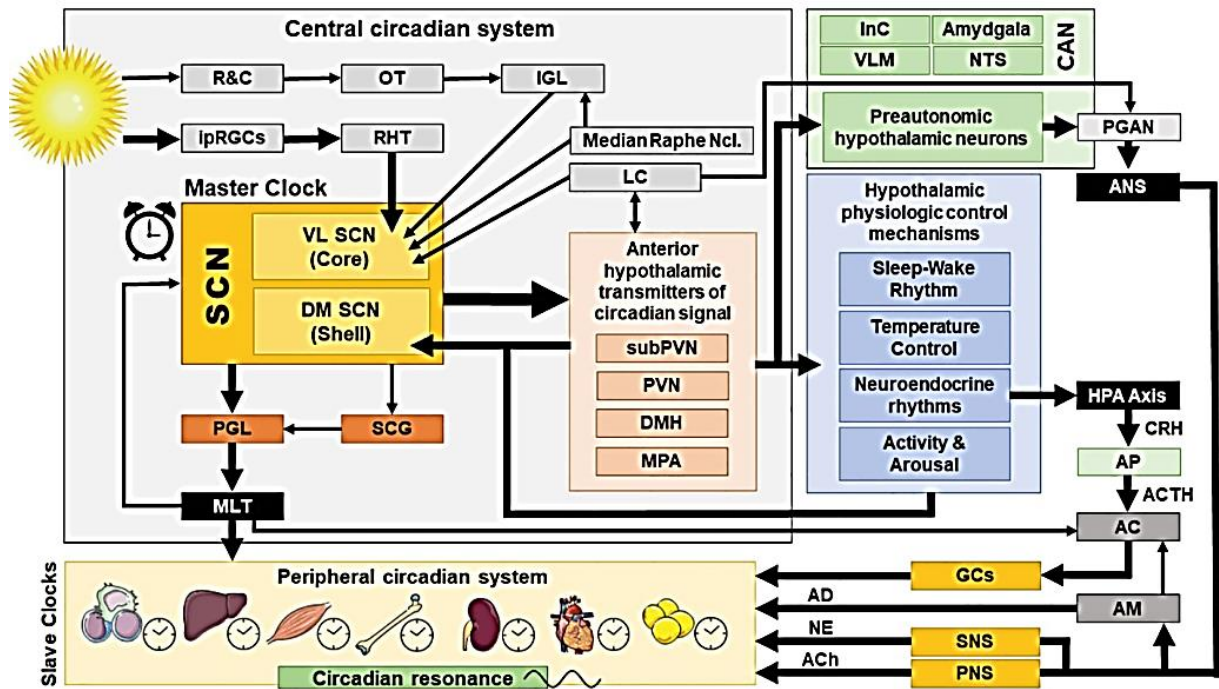 Central circadian system
R&C
OT
IGL
ipRGCs
RHT
Median Raphe Ncl.
LC
Master Clock
SCN
VL SCN
(Core)
DM SCN
(Shell)
PGL
SCG
MLT
Anterior
hypothalamic
transmitters of
circadian signal
subPVN
PVN
DMH
MPA
InC
Amydgala
VLM
NTS
CAN
Preautonomic
hypothalamic neurons
PGAN
ANS
Hypothalamic
physiologic control
mechanisms
Sleep-Wake
Rhythm
Temperature
Control
Neuroendocrine
rhythms
Activity &
Arousal
HPA Axis
CRH
AP
ACTH
AC
GCs
AD
AM
NE
SNS
ACh
PNS
Slave Clocks
Peripheral circadian system
Circadian resonance